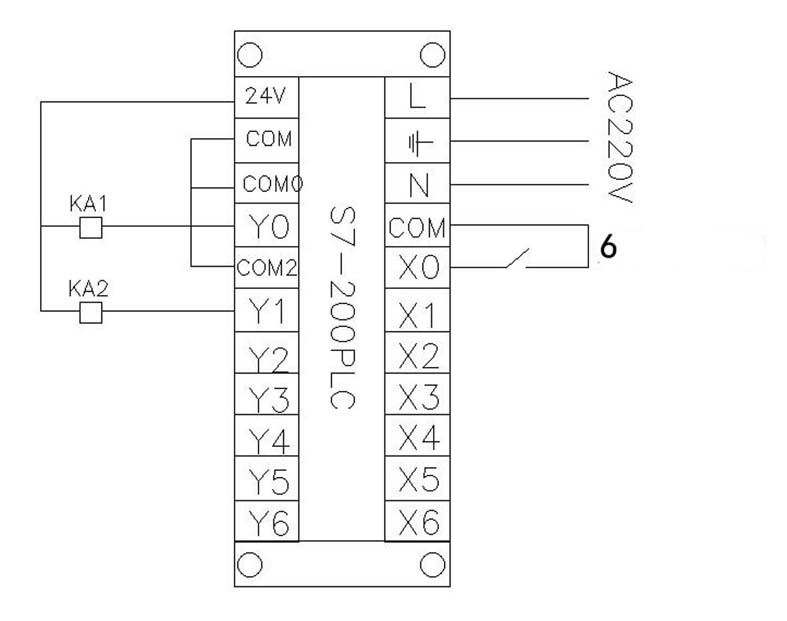 24V
COM
COM0
Y0
COM2
Y1
Y2
Y3
Y4
Y5
Y6
KA1
KA2
S7-200PLC
L
N
COM
X0
X1
X2
X3
X4
X5
X6
AC220V
6